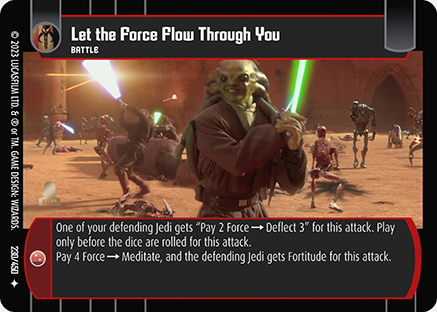 Let the Force Flow Through You
BATTLE
One of your defending Jedi gets "Pay 2 Force → Deflect 3" for this attack. Play
only before the dice are rolled for this attack.
Pay 4 Force → Meditate, and the defending Jedi gets Fortitude for this attack.
© 2023 LUCASFILM LTD. & ® OR TM. GAME DESIGN: WIZARDS.
230/450